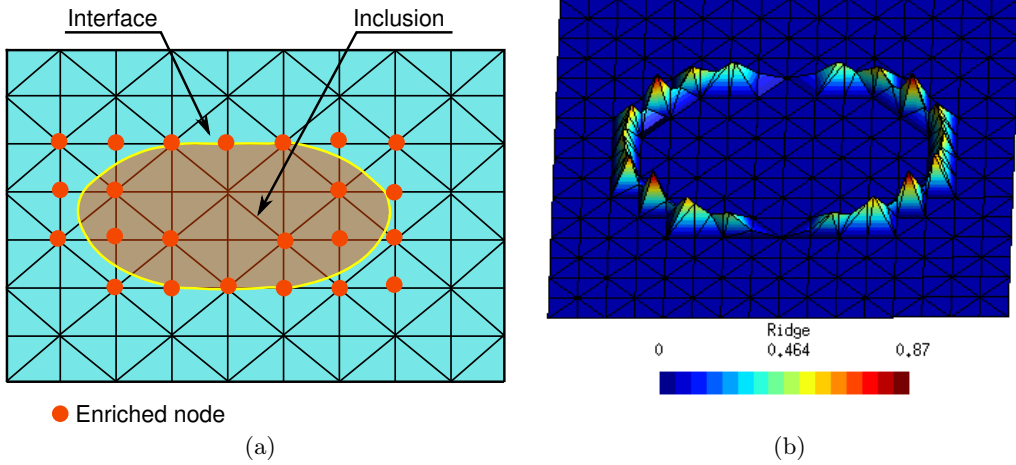 Interface Inclusion
Enriched node
(a)
Ridge
0 0.464 0.87
(b)